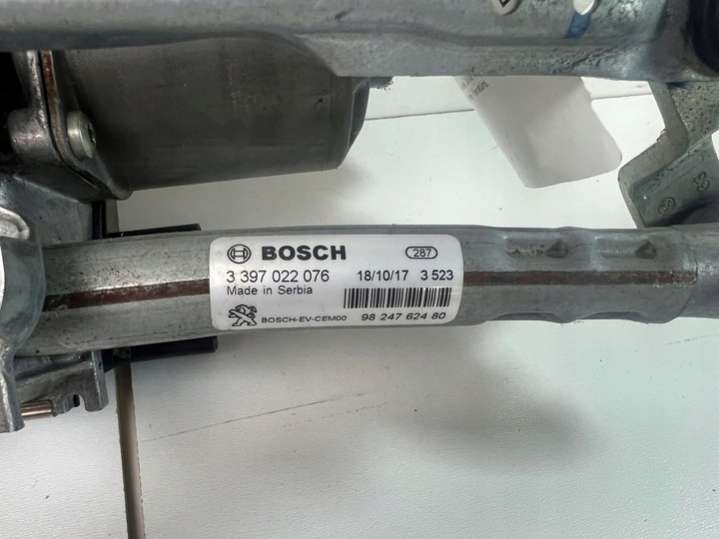 BOSCH 287
3 397 022 076 18/10/17 3 523
Made in Serbia
BOSCH-EV-CEM00 98 247 624 80